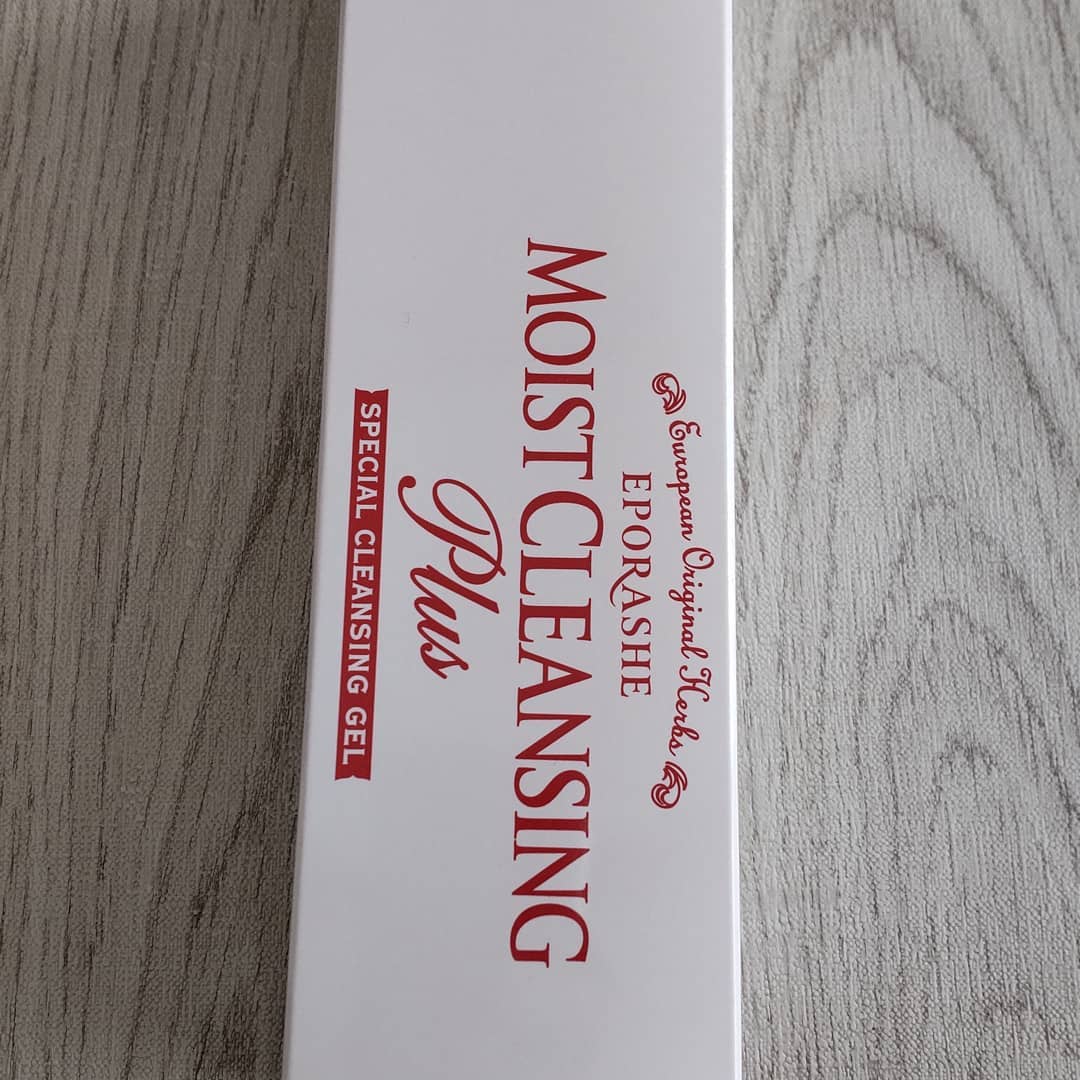 European Original Herbs
EPORASHE
MOIST CLEANSING
Plus
SPECIAL CLEANSING GEL